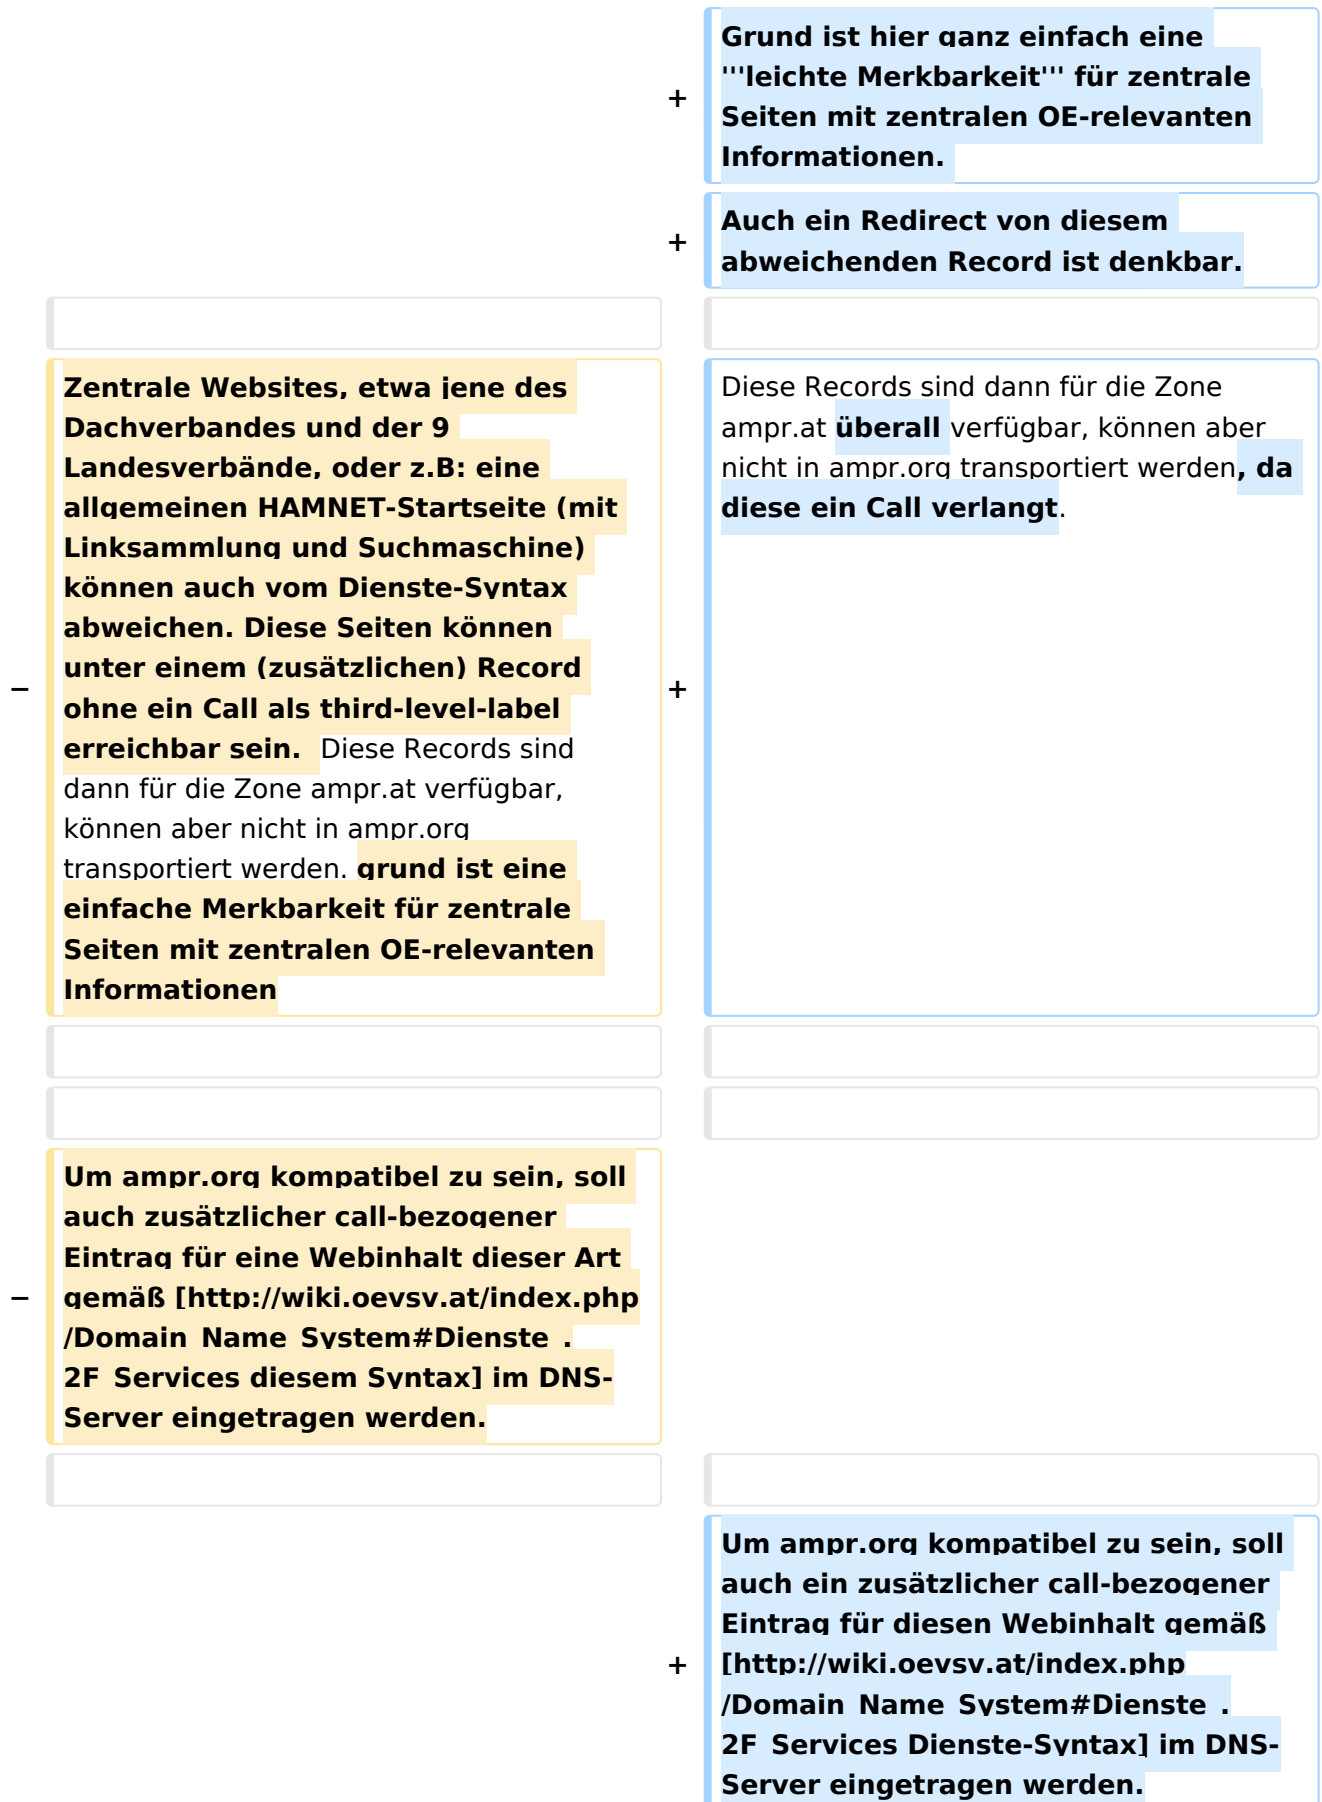 Grund ist hier ganz einfach eine
'''leichte Merkbarkeit''' für zentrale
+
Seiten mit zentralen OE-relevanten
Informationen.
Auch ein Redirect von diesem
+
abweichenden Record ist denkbar.
Zentrale Websites, etwa jene des
Dachverbandes und der 9
Landesverbände, oder z.B: eine
allgemeinen HAMNET-Startseite (mit
Linksammlung und Suchmaschine)
können auch vom Dienste-Syntax
abweichen. Diese Seiten können
unter einem (zusätzlichen) Record
−
ohne ein Call als third-level-label
erreichbar sein. Diese Records sind
dann für die Zone ampr.at verfügbar,
können aber nicht in ampr.org
transportiert werden. grund ist eine
einfache Merkbarkeit für zentrale
Seiten mit zentralen OE-relevanten
Informationen
+
Diese Records sind dann für die Zone
ampr.at überall verfügbar, können aber
nicht in ampr.org transportiert werden, da
diese ein Call verlangt.
Um ampr.org kompatibel zu sein, soll
auch zusätzlicher call-bezogener
Eintrag für eine Webinhalt dieser Art
−
gemäß [http://wiki.oevsv.at/index.php
/Domain_Name_System#Dienste_.
2F_Services diesem Syntax] im DNS-
Server eingetragen werden.
Um ampr.org kompatibel zu sein, soll
auch ein zusätzlicher call-bezogener
Eintrag für diesen Webinhalt gemäß
+
[http://wiki.oevsv.at/index.php
/Domain_Name_System#Dienste_.
2F_Services Dienste-Syntax] im DNS-
Server eingetragen werden.